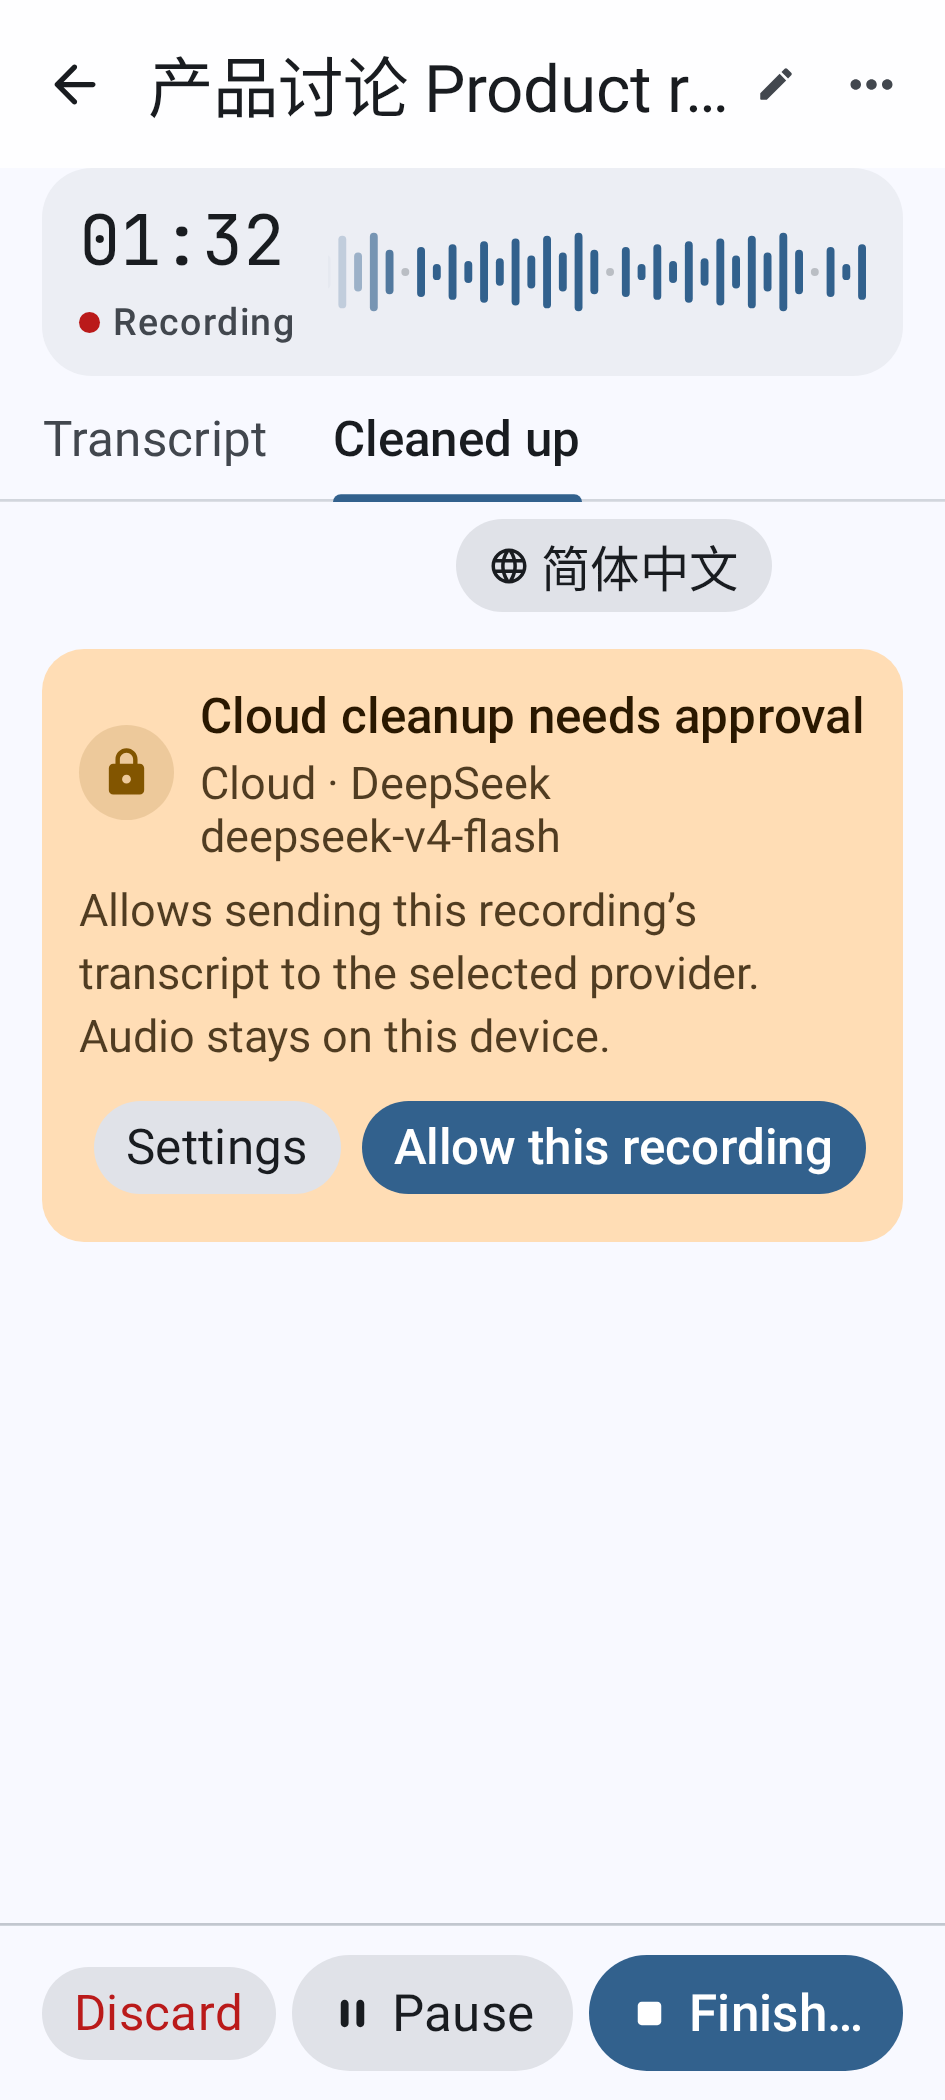 产品讨论 Product r…
01:32
Recording
Transcript
Cleaned up
简体中文
Cloud cleanup needs approval
Cloud · DeepSeek
deepseek-v4-flash
Allows sending this recording’s
transcript to the selected provider.
Audio stays on this device.
Settings
Allow this recording
Discard
Pause
Finish…